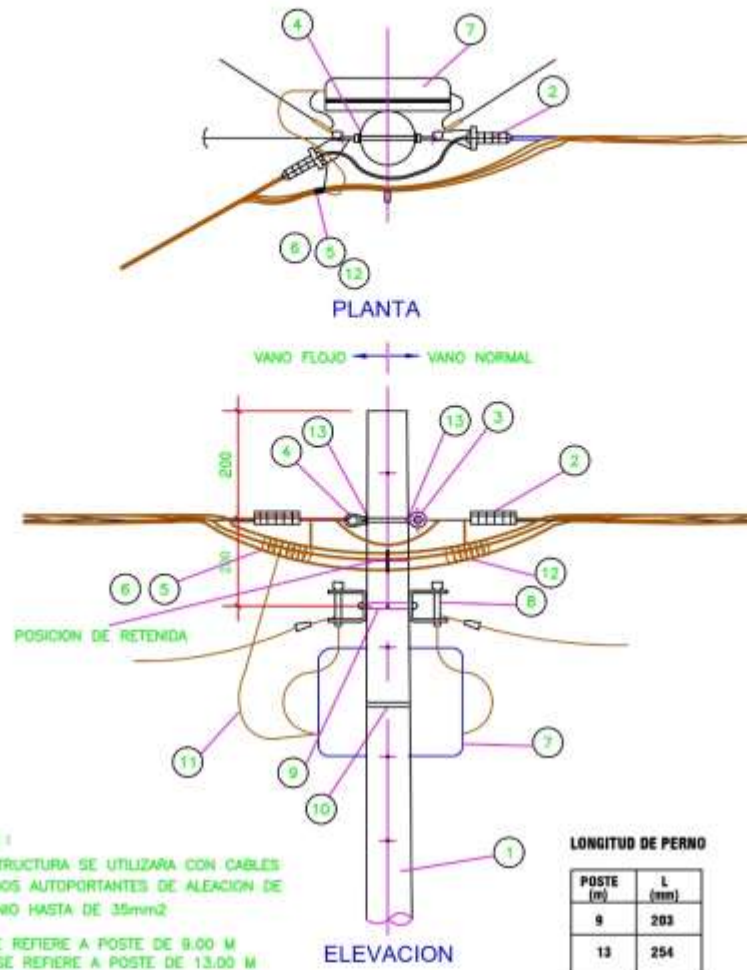 4
7
2
6
5
12
PLANTA
VANO FLOJO
VANO NORMAL
13
13
3
4
2
200
200
6
5
12
8
POSICION DE RETENIDA
11
7
9
10
1
:
TRUCTURA SE UTILIZARA CON CABLES
DOS AUTOPORTANTES DE ALEACION DE
NIO HASTA DE 35mm2
E REFIERE A POSTE DE 9.00 M
SE REFIERE A POSTE DE 13.00 M
ELEVACION
LONGITUD DE PERNO
POSTE (m) L (mm)
9 203
13 254